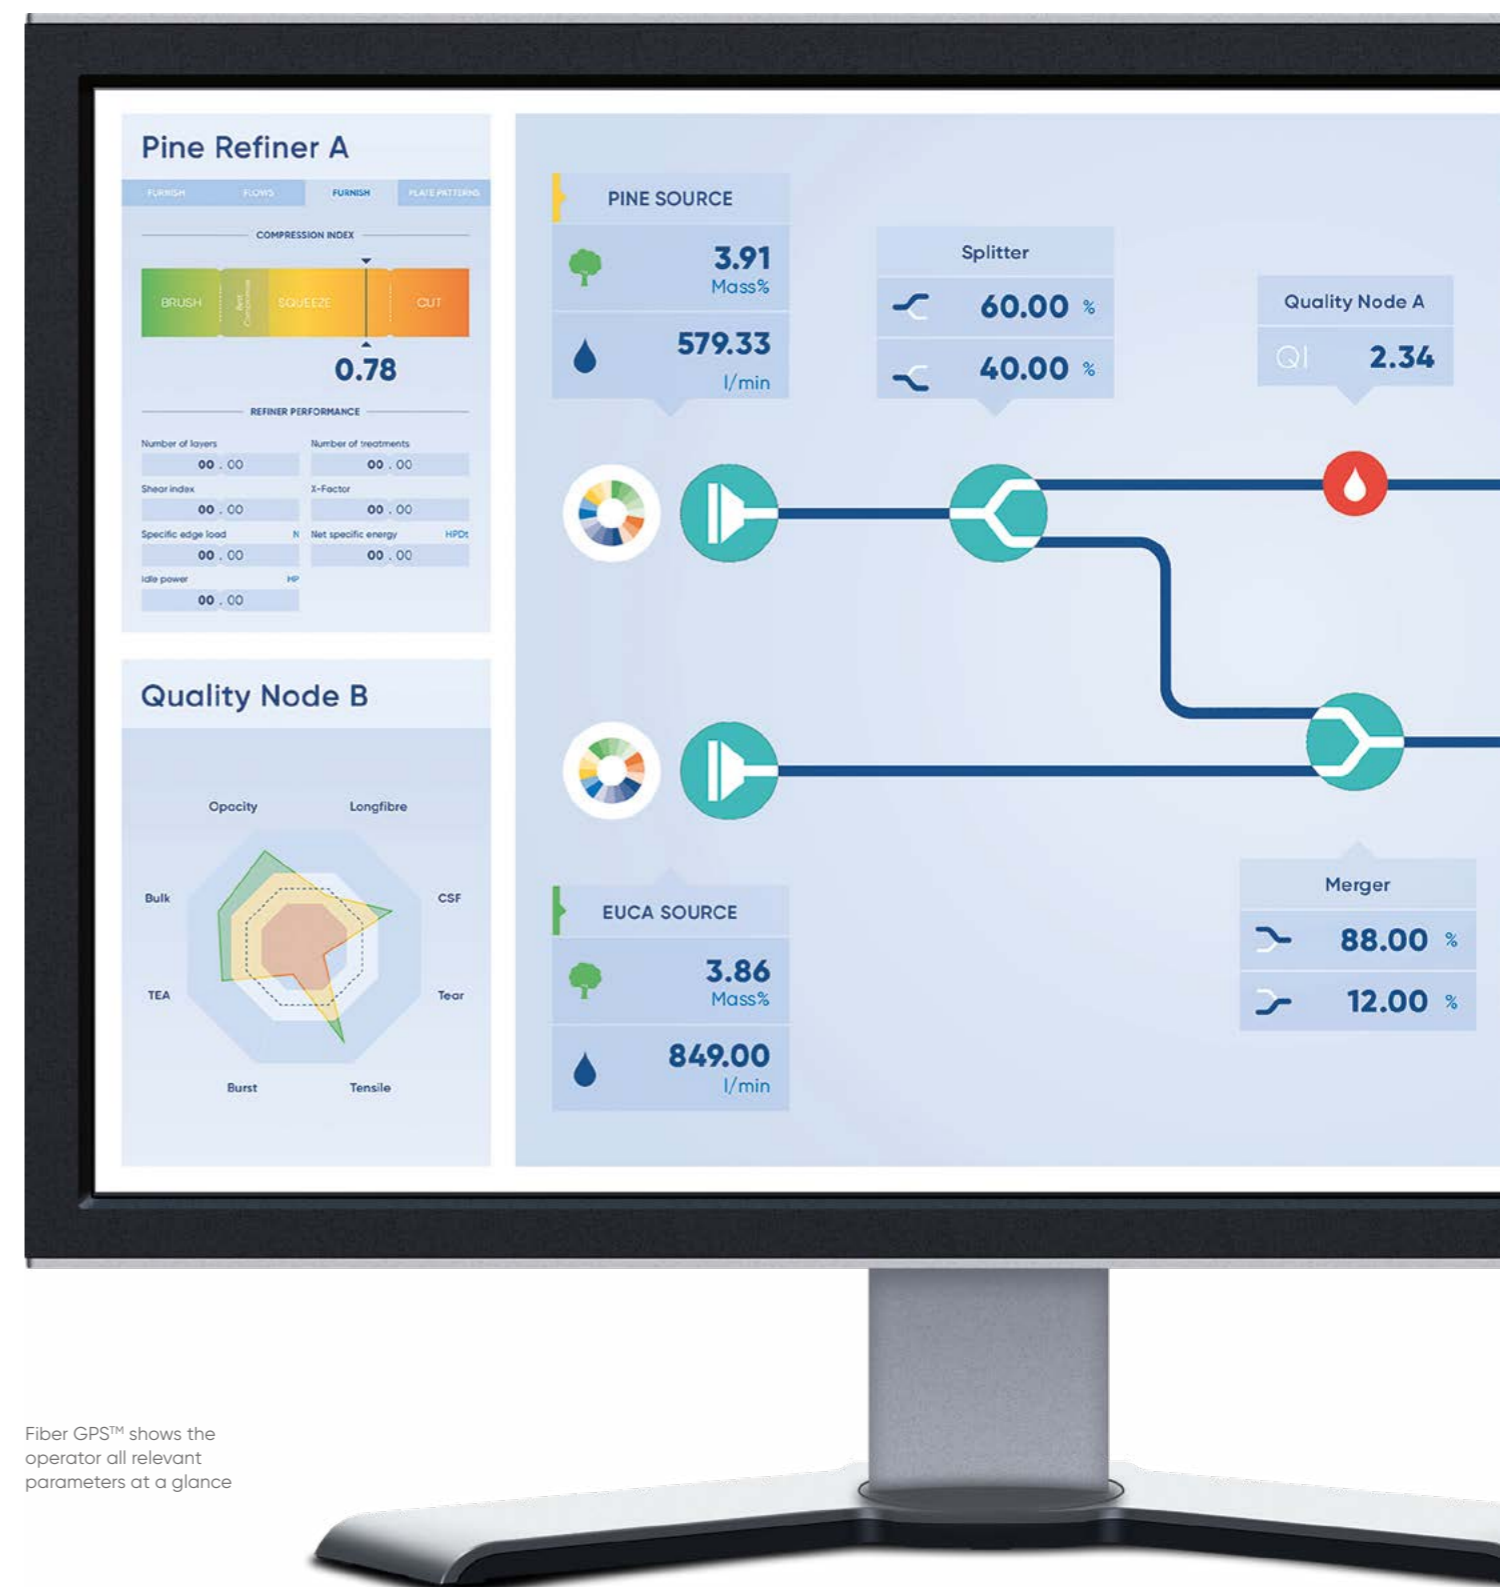 Pine Refiner A
FURNISH FLOWS FURNISH PLATE PATTERNS
COMPRESSION INDEX
BRUSH
SQUEEZE
CUT
0.78
REFINER PERFORMANCE
Number of layers Number of treatments
00 . 00 00 . 00
Shear index X-Factor
00 . 00 00 . 00
Specific edge load N Net specific energy HPDt
00 . 00 00 . 00
Idle power HP
00 . 00
Quality Node B
Opacity Longfibre
Bulk CSF
TEA Tear
Burst Tensile
PINE SOURCE
3.91
Mass%
579.33
l/min
Splitter
60.00 %
40.00 %
Quality Node A
QI 2.34
EUCA SOURCE
3.86
Mass%
849.00
l/min
Merger
88.00 %
12.00 %
Fiber GPS™ shows the
operator all relevant
parameters at a glance